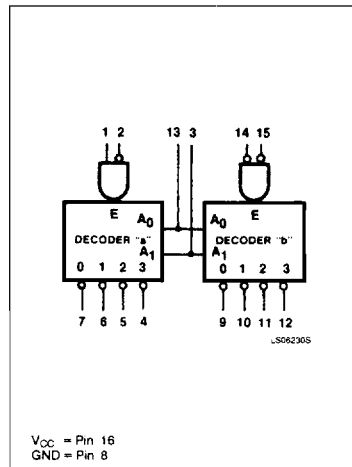 1 2 13 3 14 15
E A0 A0 E
DECODER "a" A1 A1 DECODER "b"
0 1 2 3 0 1 2 3
7 6 5 4 9 10 11 12
LS06230S
VCC = Pin 16
GND = Pin 8